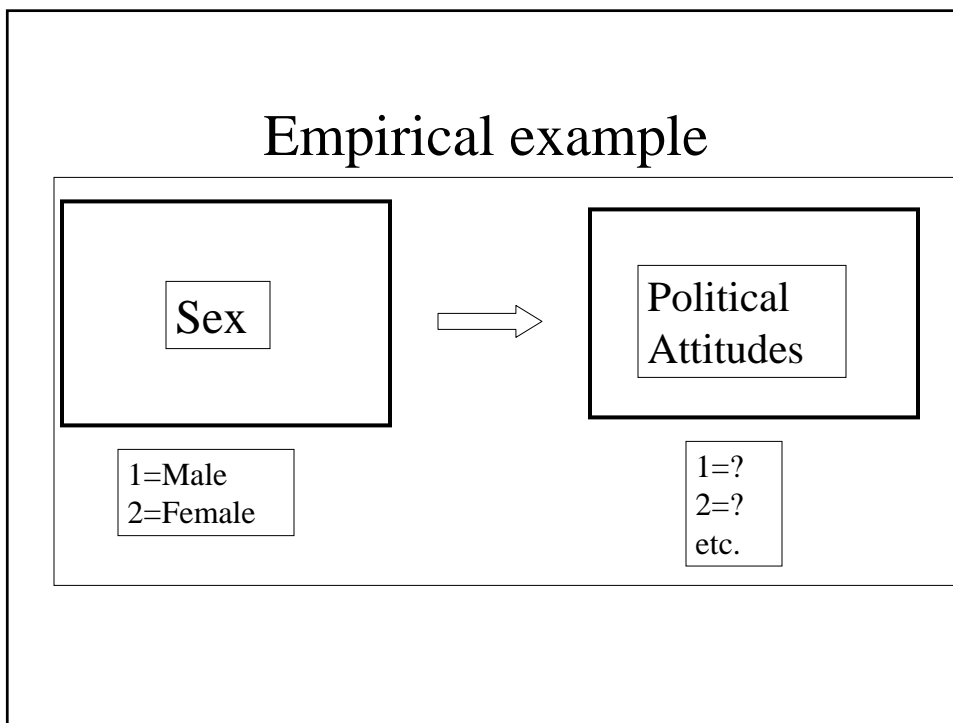 Empirical example
Sex
Political
Attitudes
1=Male
2=Female
1=?
2=?
etc.